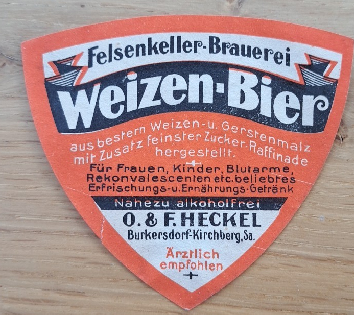 Felsenkeller-Brauerei
Weizen-Bier
aus bestem Weizen- u. Gerstenmalz
mit Zusatz feinster Zucker-Raffinade
hergestellt.
Für Frauen, Kinder, Blutarme,
Rekonvalescenten etc. beliebtes
Erfrischungs- u. Ernährungs-Getränk
Nahezu alkoholfrei
O. & F. HECKEL
Burkersdorf-Kirchberg, Sa.
Ärztlich
empfohlen